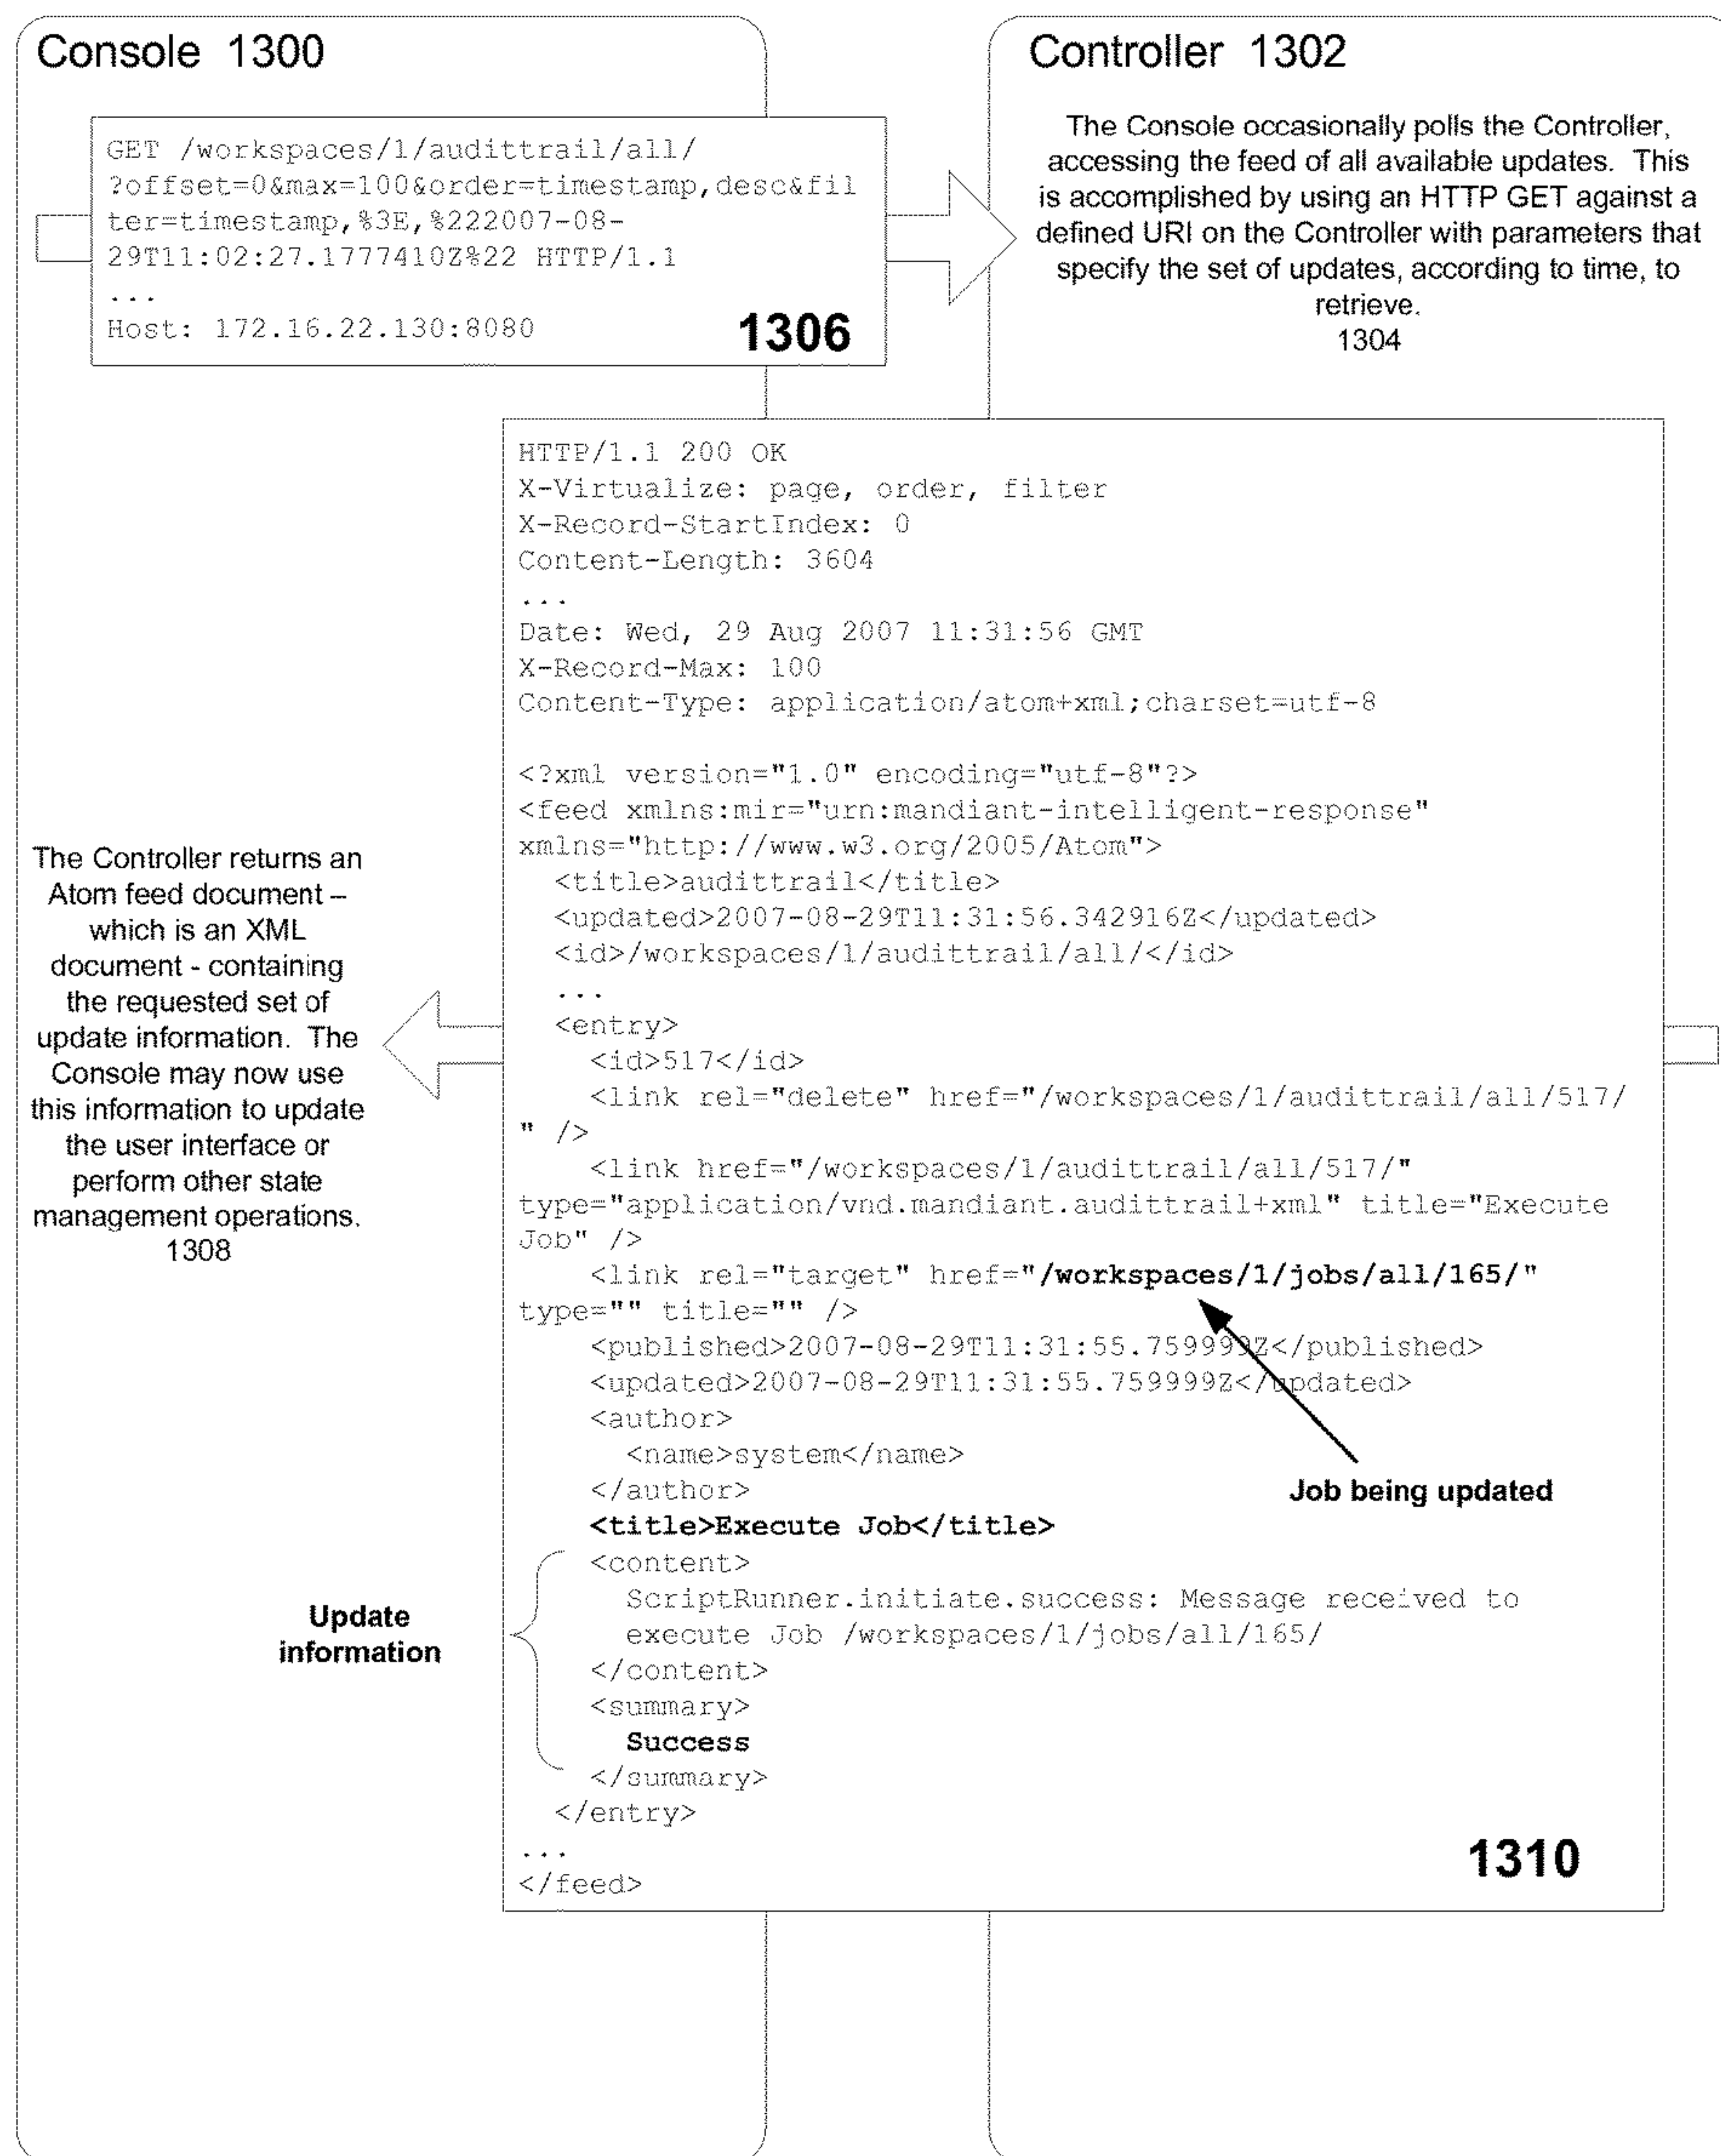 Console 1300
Controller 1302
GET /workspaces/1/audittrail/all/
?offset=0&max=100&order=timestamp,desc&fil
ter=timestamp,%3E,%222007-08-
29T11:02:27.1777410Z%22 HTTP/1.1
...
Host: 172.16.22.130:8080
1306
The Console occasionally polls the Controller,
accessing the feed of all available updates. This
is accomplished by using an HTTP GET against a
defined URI on the Controller with parameters that
specify the set of updates, according to time, to
retrieve.
1304
HTTP/1.1 200 OK
X-Virtualize: page, order, filter
X-Record-StartIndex: 0
Content-Length: 3604
...
Date: Wed, 29 Aug 2007 11:31:56 GMT
X-Record-Max: 100
Content-Type: application/atom+xml;charset=utf-8
<?xml version="1.0" encoding="utf-8"?>
<feed xmlns:mir="urn:mandiant-intelligent-response"
xmlns="http://www.w3.org/2005/Atom">
<title>audittrail</title>
<updated>2007-08-29T11:31:56.342916Z</updated>
<id>/workspaces/1/audittrail/all/</id>
...
<entry>
<id>517</id>
<link rel="delete" href="/workspaces/1/audittrail/all/517/
" />
<link href="/workspaces/1/audittrail/all/517/"
type="application/vnd.mandiant.audittrail+xml" title="Execute
Job" />
<link rel="target" href="/workspaces/1/jobs/all/165/"
type="" title="" />
<published>2007-08-29T11:31:55.759999Z</published>
<updated>2007-08-29T11:31:55.759999Z</updated>
<author>
<name>system</name>
</author>
<title>Execute Job</title>
<content>
ScriptRunner.initiate.success: Message received to
execute Job /workspaces/1/jobs/all/165/
</content>
<summary>
Success
</summary>
</entry>
...
</feed>
1310
The Controller returns an
Atom feed document –
which is an XML
document - containing
the requested set of
update information. The
Console may now use
this information to update
the user interface or
perform other state
management operations.
1308
Job being updated
Update
information